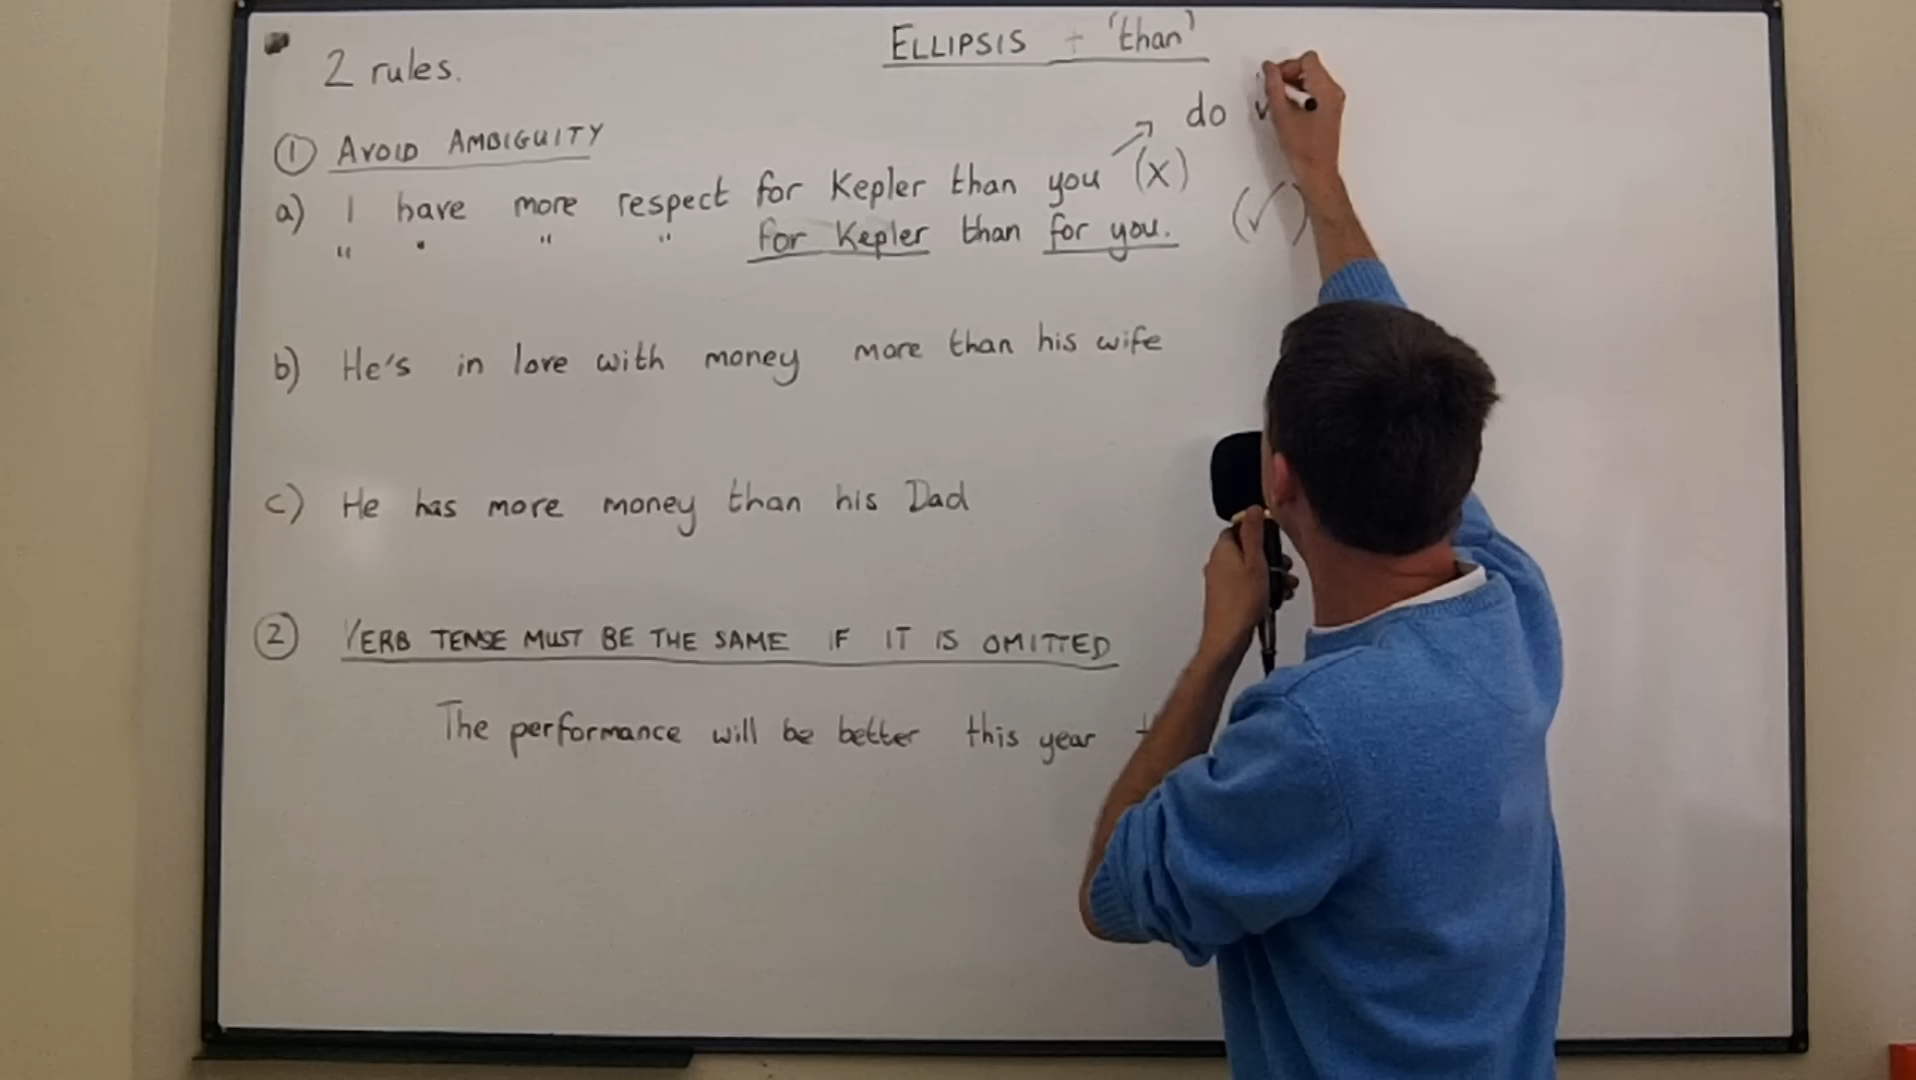 ELLIPSIS + 'than'
2 rules.
do
① AVOID AMBIGUITY
a) I have more respect for Kepler than you (x)
" " " " for Kepler than for you. (✓)
b) He's in love with money more than his wife
c) He has more money than his Dad
② VERB TENSE MUST BE THE SAME IF IT IS OMITTED
The performance will be better this year